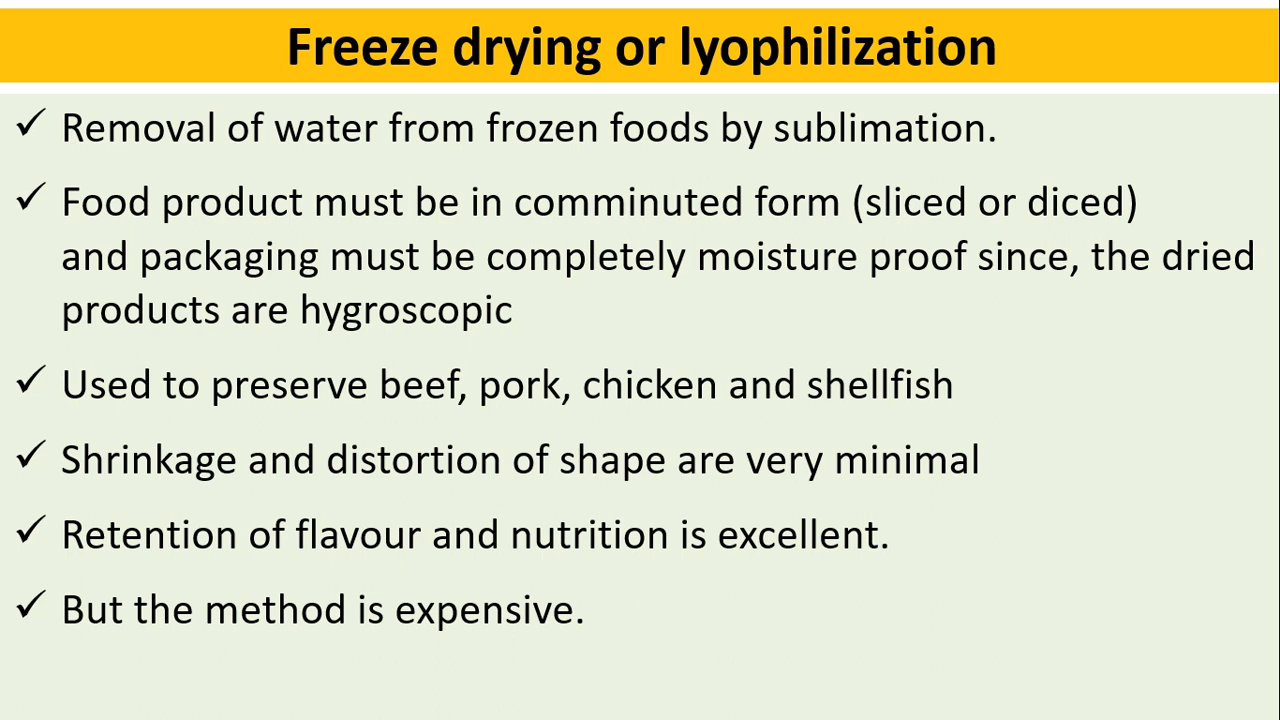 Freeze drying or lyophilization
✓ Removal of water from frozen foods by sublimation.
✓ Food product must be in comminuted form (sliced or diced)
and packaging must be completely moisture proof since, the dried
products are hygroscopic
✓ Used to preserve beef, pork, chicken and shellfish
✓ Shrinkage and distortion of shape are very minimal
✓ Retention of flavour and nutrition is excellent.
✓ But the method is expensive.